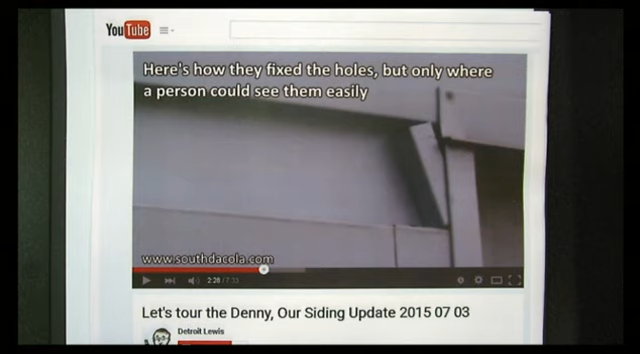 YouTube
Here's how they fixed the holes, but only where
a person could see them easily
www.southdacola.com
2:28 / 7:33
Let's tour the Denny, Our Siding Update 2015 07 03
Detroit Lewis